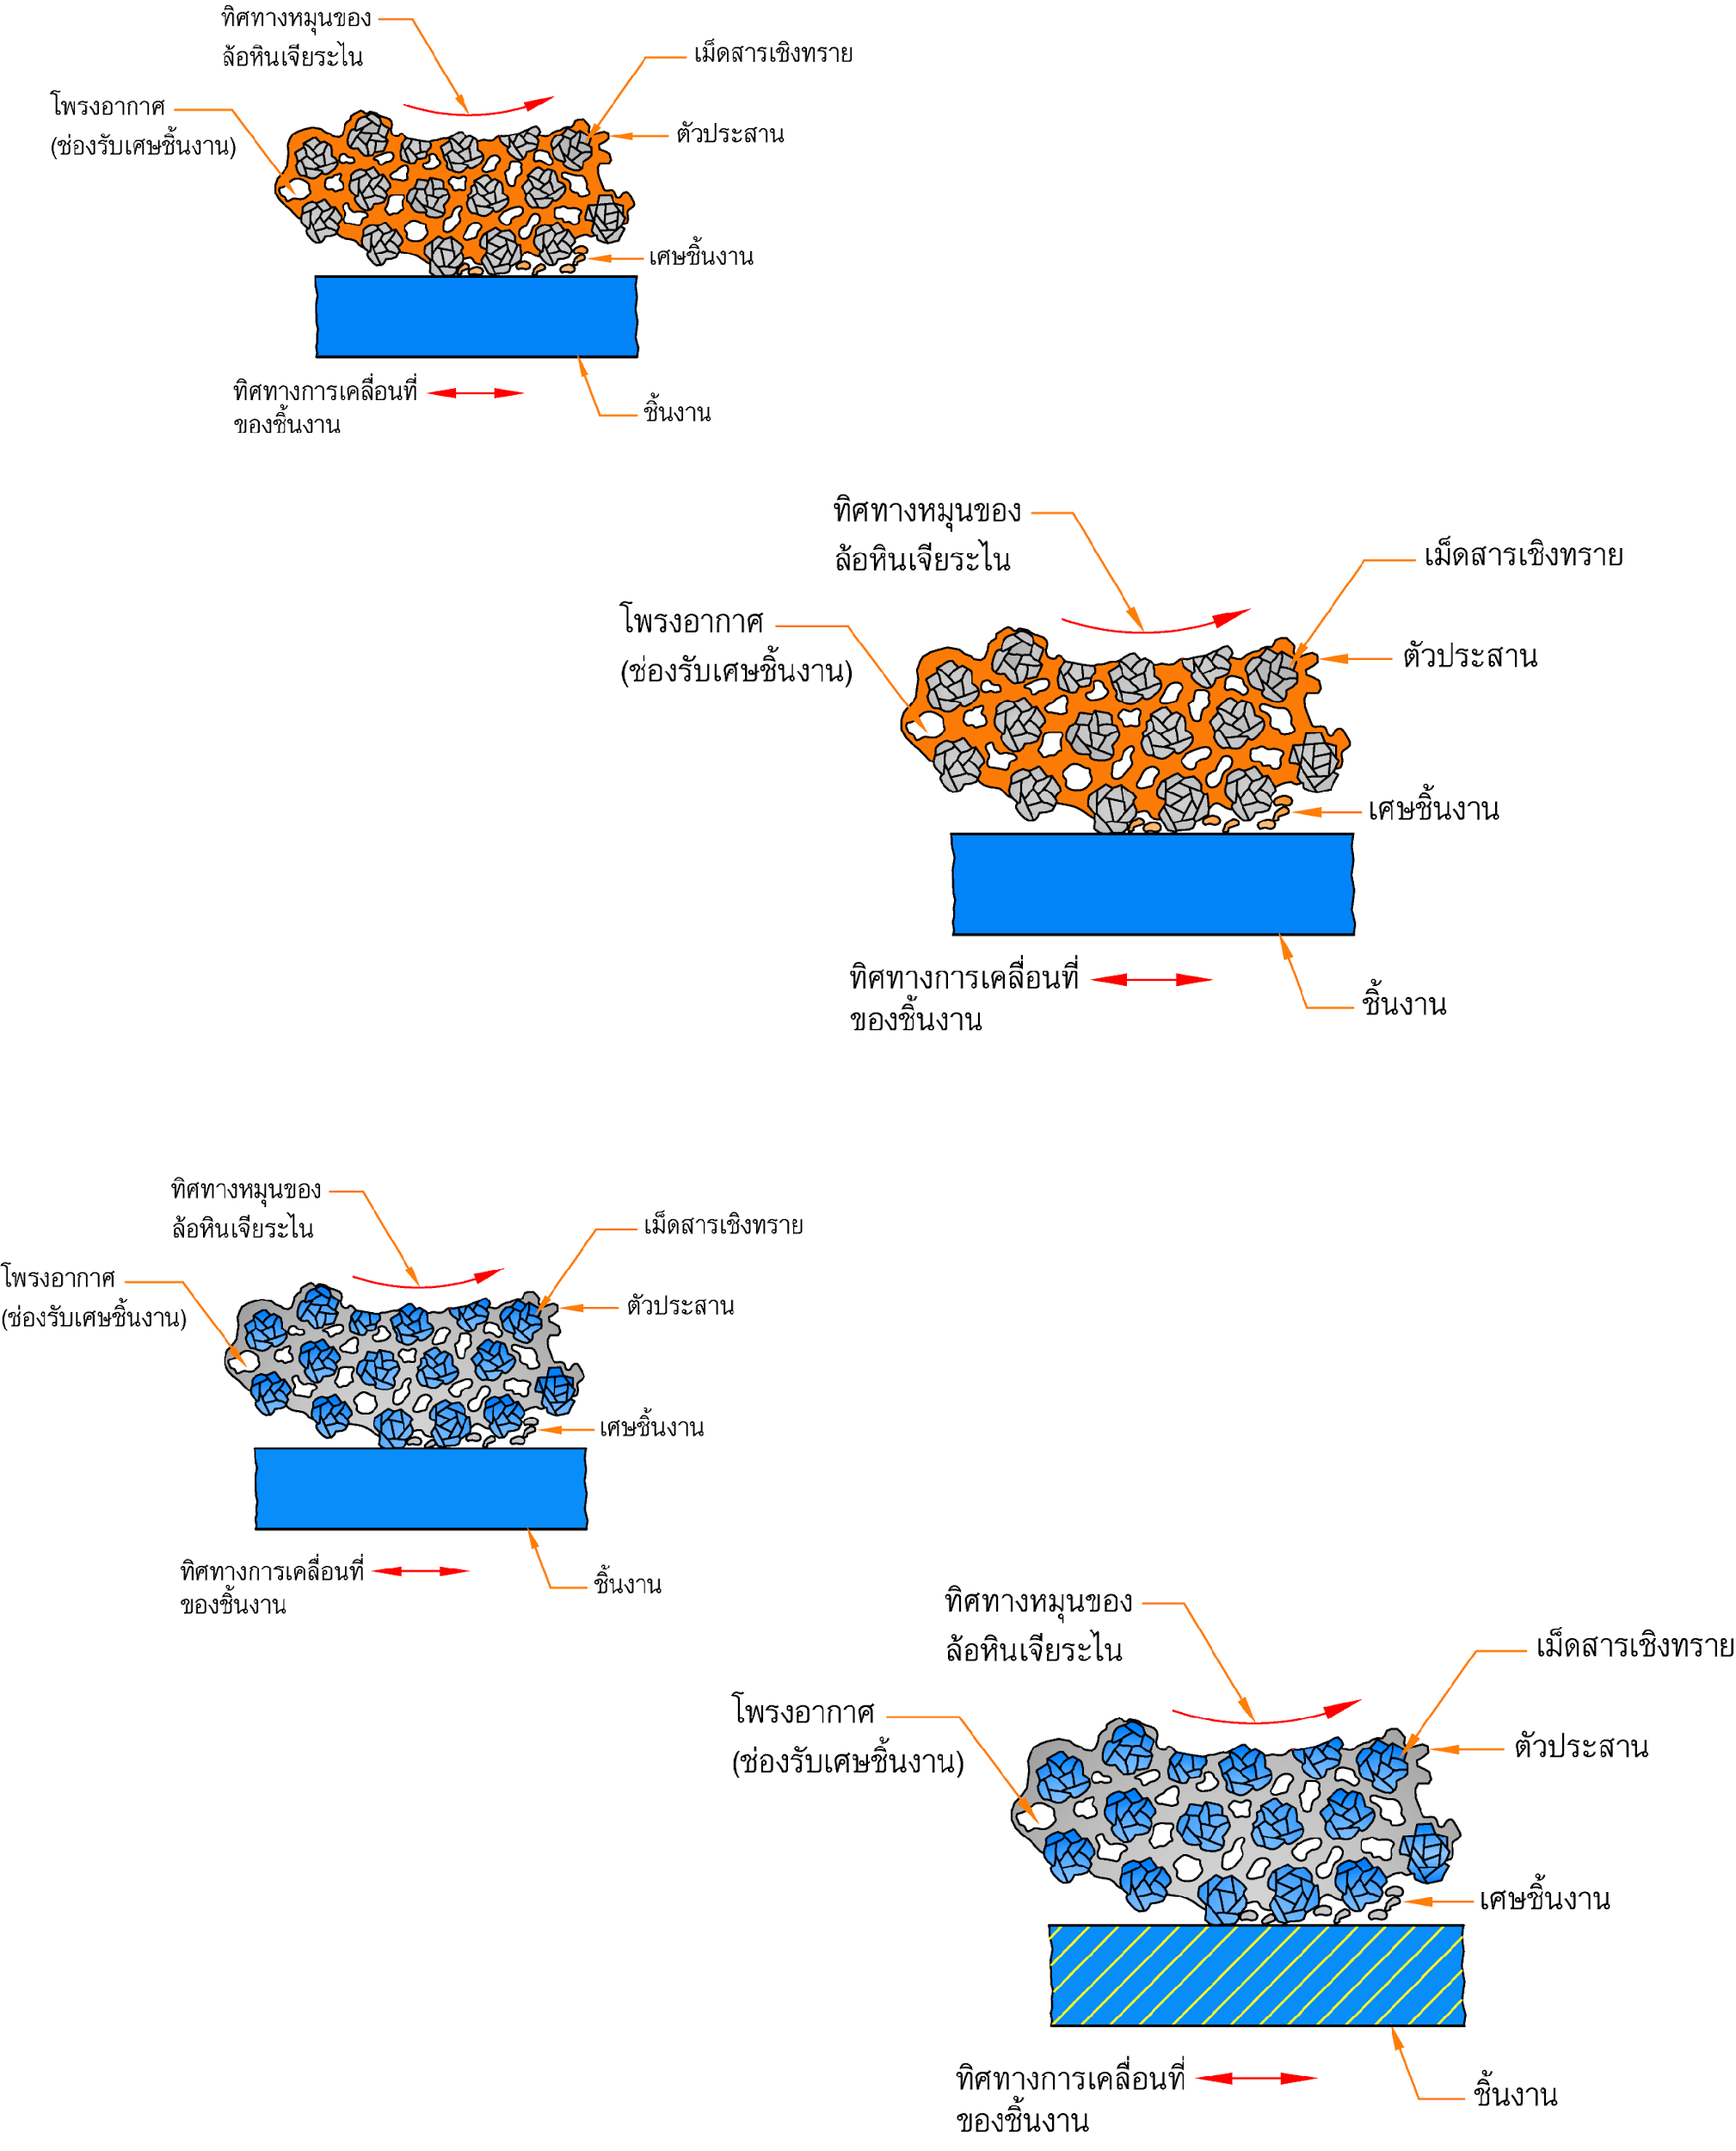 ทิศทางหมุนของ
ล้อหินเจียระไน
เม็ดสารเชิงทราย
โพรงอากาศ
(ช่องรับเศษชิ้นงาน)
ตัวประสาน
เศษชิ้นงาน
ทิศทางการเคลื่อนที่
ของชิ้นงาน
ชิ้นงาน
ทิศทางหมุนของ
ล้อหินเจียระไน
เม็ดสารเชิงทราย
โพรงอากาศ
(ช่องรับเศษชิ้นงาน)
ตัวประสาน
เศษชิ้นงาน
ทิศทางการเคลื่อนที่
ของชิ้นงาน
ชิ้นงาน
ทิศทางหมุนของ
ล้อหินเจียระไน
เม็ดสารเชิงทราย
โพรงอากาศ
(ช่องรับเศษชิ้นงาน)
ตัวประสาน
เศษชิ้นงาน
ทิศทางการเคลื่อนที่
ของชิ้นงาน
ชิ้นงาน
ทิศทางหมุนของ
ล้อหินเจียระไน
เม็ดสารเชิงทราย
โพรงอากาศ
(ช่องรับเศษชิ้นงาน)
ตัวประสาน
เศษชิ้นงาน
ทิศทางการเคลื่อนที่
ของชิ้นงาน
ชิ้นงาน